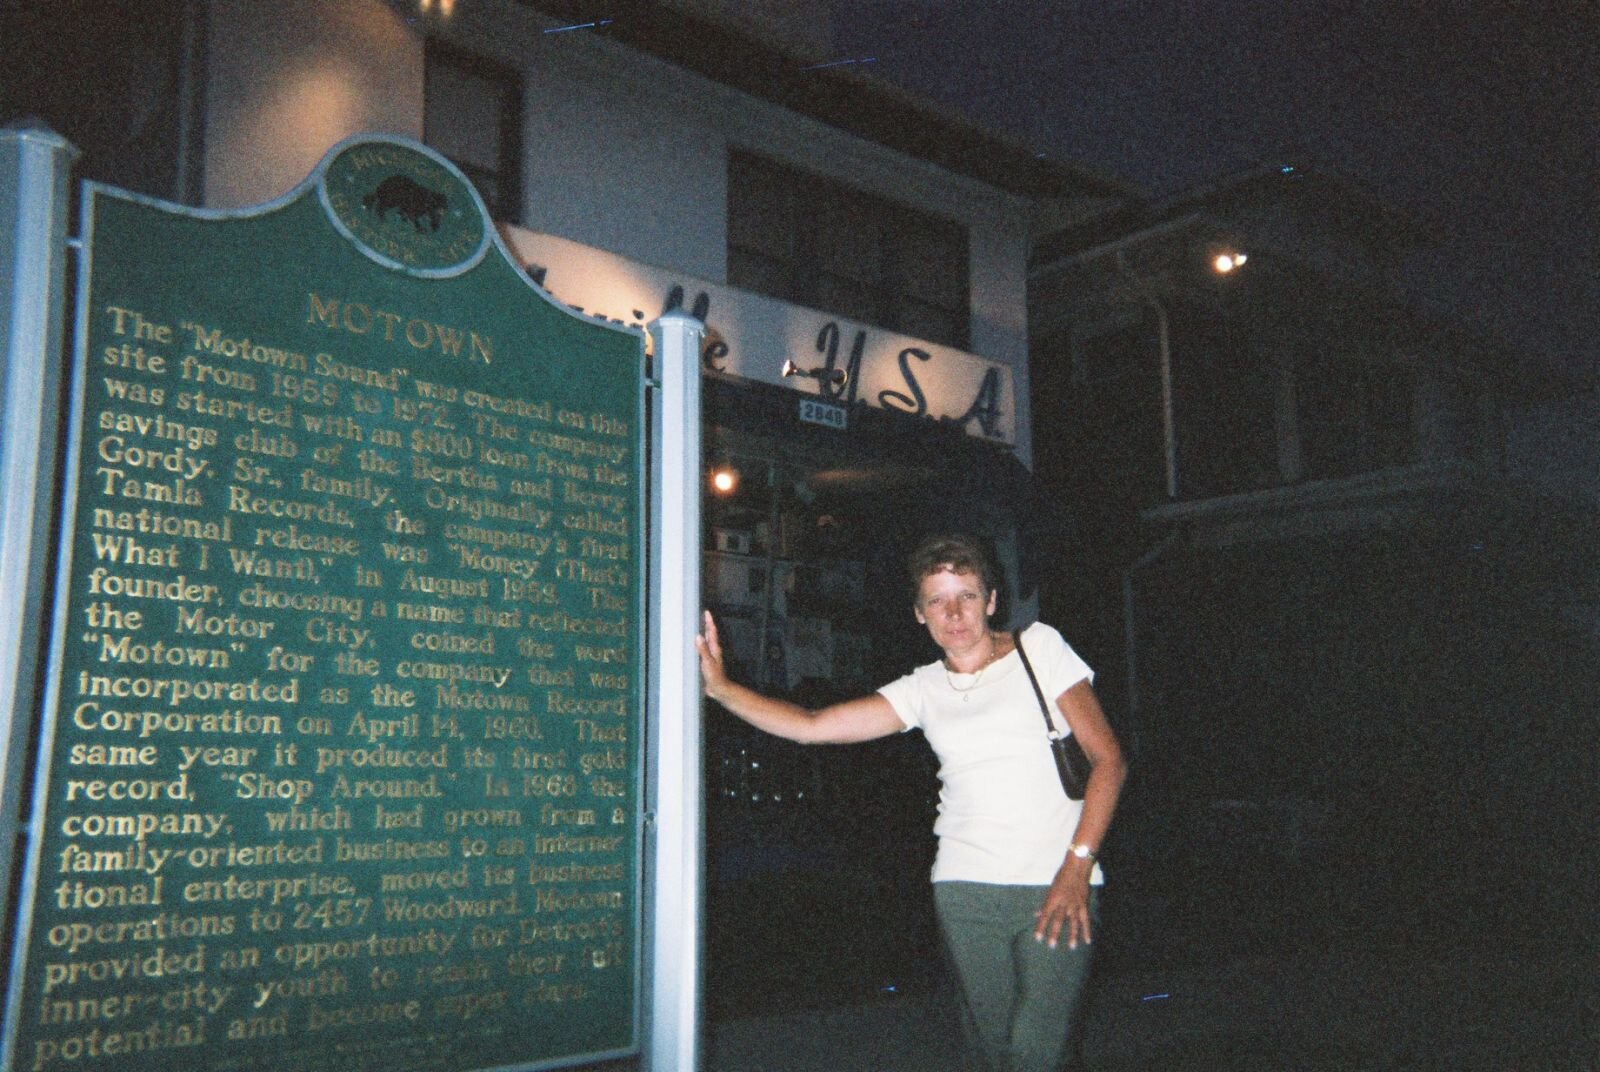 MICHIGAN
HISTORIC SITE
MOTOWN
The "Motown Sound" was created on this
site from 1959 to 1972. The company
was started with an $800 loan from the
savings club of the Bertha and Berry
Gordy, Sr., family. Originally called
Tamla Records, the company's first
national release was "Money (That's
What I Want)," in August 1959. The
founder, choosing a name that reflected
the Motor City, coined the word
"Motown" for the company that was
incorporated as the Motown Record
Corporation on April 14, 1960. That
same year it produced its first gold
record, "Shop Around." In 1968 the
company, which had grown from a
family-oriented business to an interna-
tional enterprise, moved its business
operations to 2457 Woodward. Motown
provided an opportunity for Detroit's
inner-city youth to reach their full
potential and become super stars.
U.S.A.
2648